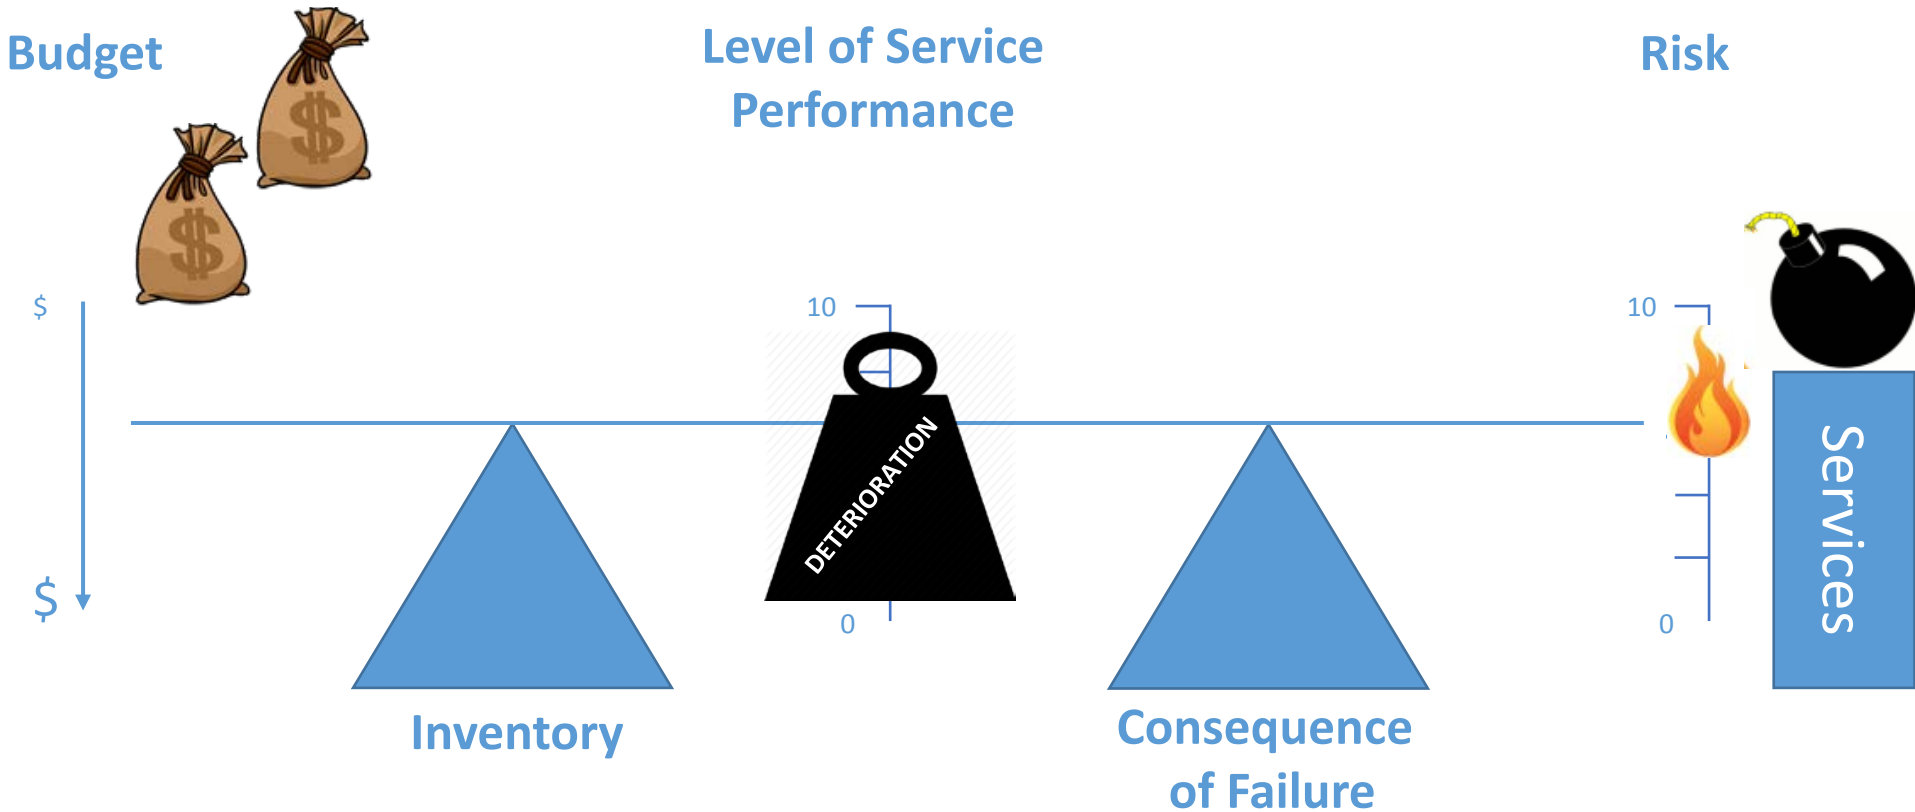 Budget
Level of Service
Performance
Risk
$
$
$
10
10
DETERIORATION
Services
$
0
0
Inventory
Consequence
of Failure